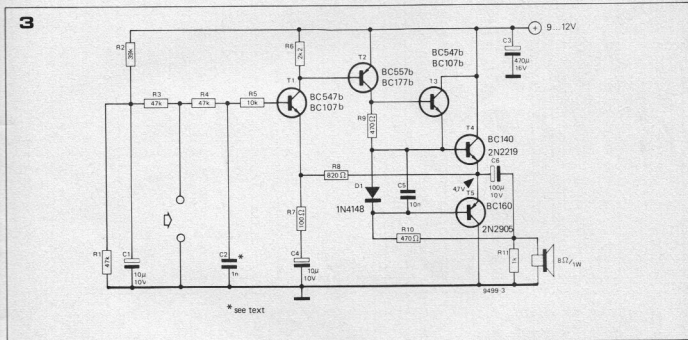 3
R2
39k
R3
47k
R4
47k
R5
10k
R6
2k2
T1
BC547b
BC107b
T2
BC557b
BC177b
BC547b
BC107b
T3
C3
470µ
16V
+ 9...12V
R9
470Ω
T4
BC140
2N2219
R8
820Ω
C6
100µ
10V
4,7V
T5
BC160
2N2905
D1
1N4148
C5
10n
R7
100Ω
R10
470Ω
R1
47k
C1
10µ
10V
C2
*
1n
C4
10µ
10V
R11
1k
8Ω/1W
9499 3
* see text